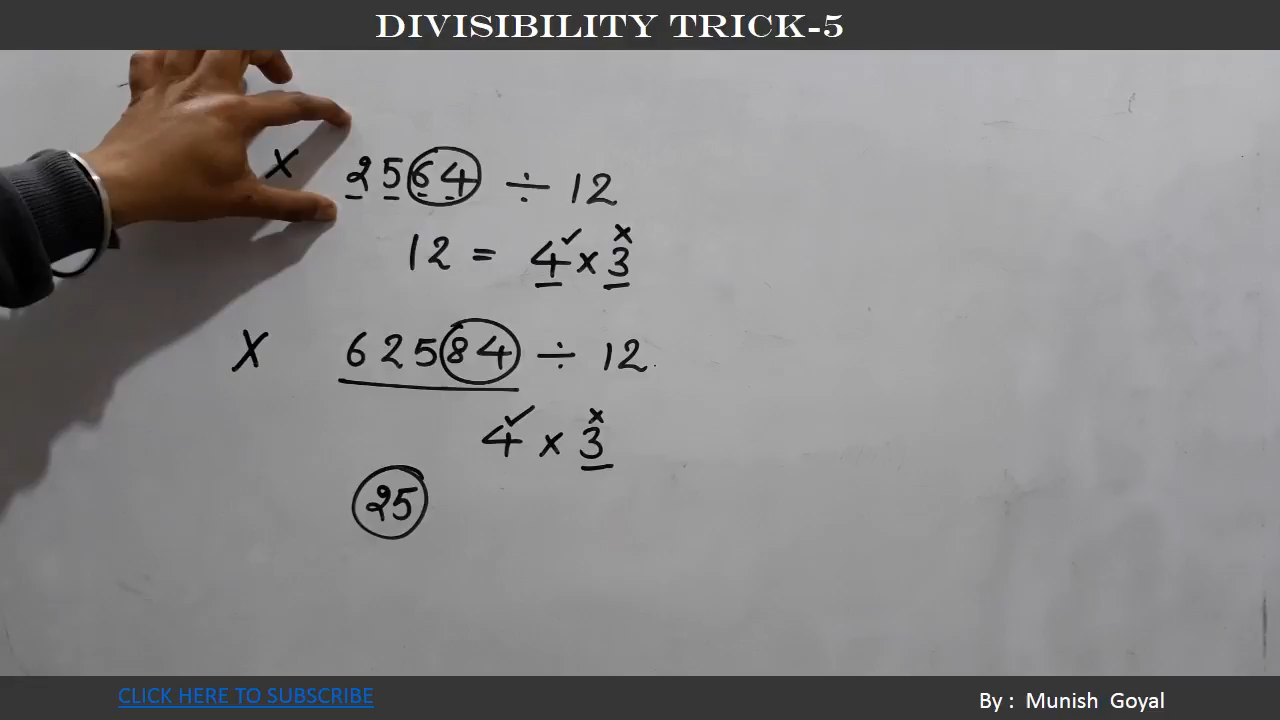 DIVISIBILITY TRICK-5
X 2564 ÷ 12
✓ x
12 = 4 x 3
X 62584 ÷ 12.
✓ x
4 x 3
25
CLICK HERE TO SUBSCRIBE
By : Munish Goyal